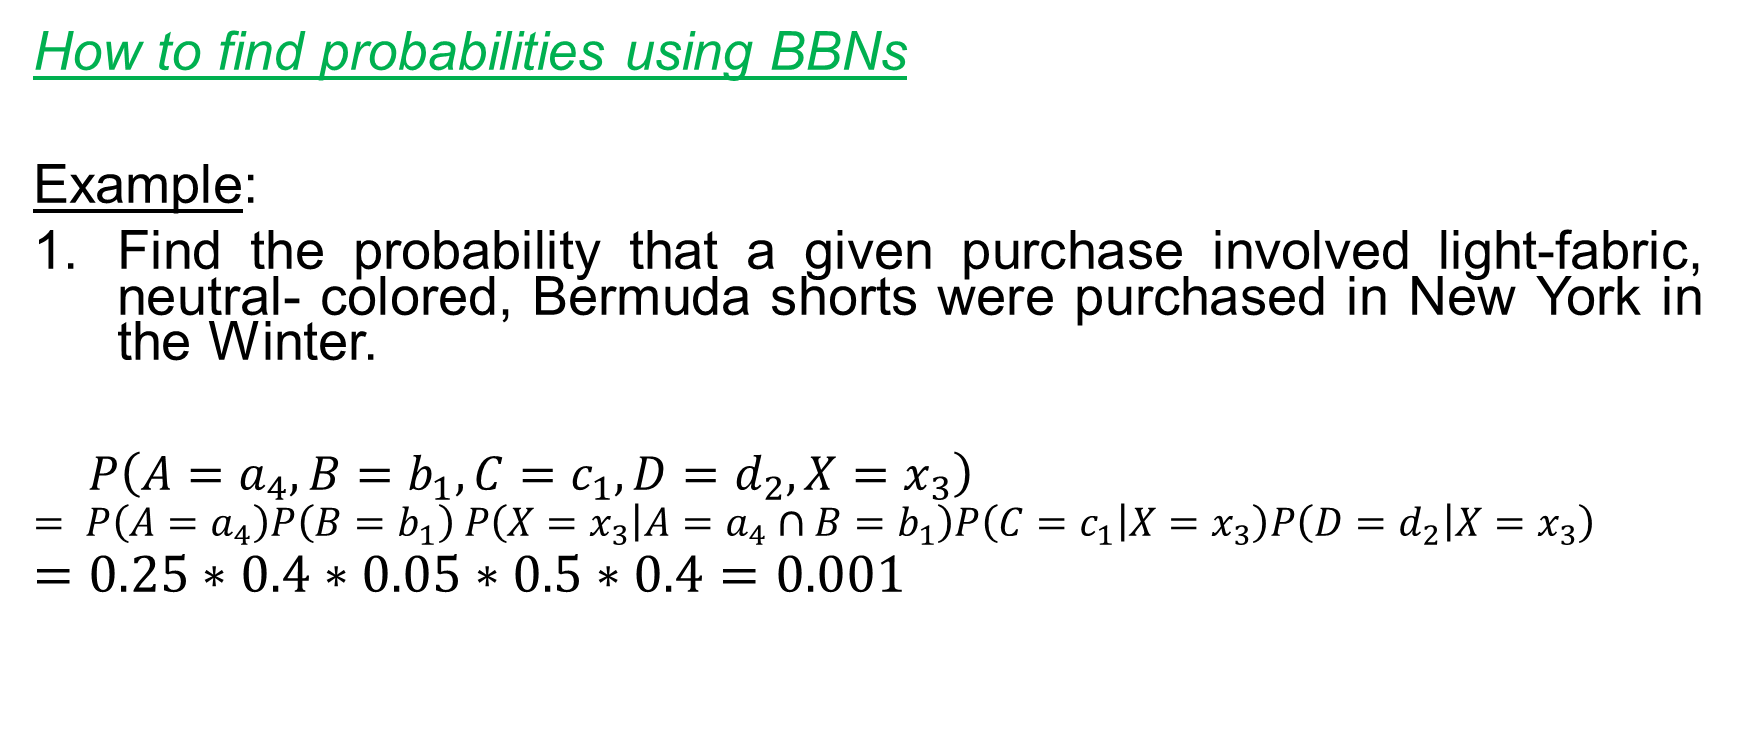 How to find probabilities using BBNs
Example:
1. Find the probability that a given purchase involved light-fabric,
neutral- colored, Bermuda shorts were purchased in New York in
the Winter.
P(A = a₄, B = b₁, C = c₁, D = d₂, X = x₃)
= P(A = a₄)P(B = b₁) P(X = x₃|A = a₄ ∩ B = b₁)P(C = c₁|X = x₃)P(D = d₂|X = x₃)
= 0.25 * 0.4 * 0.05 * 0.5 * 0.4 = 0.001